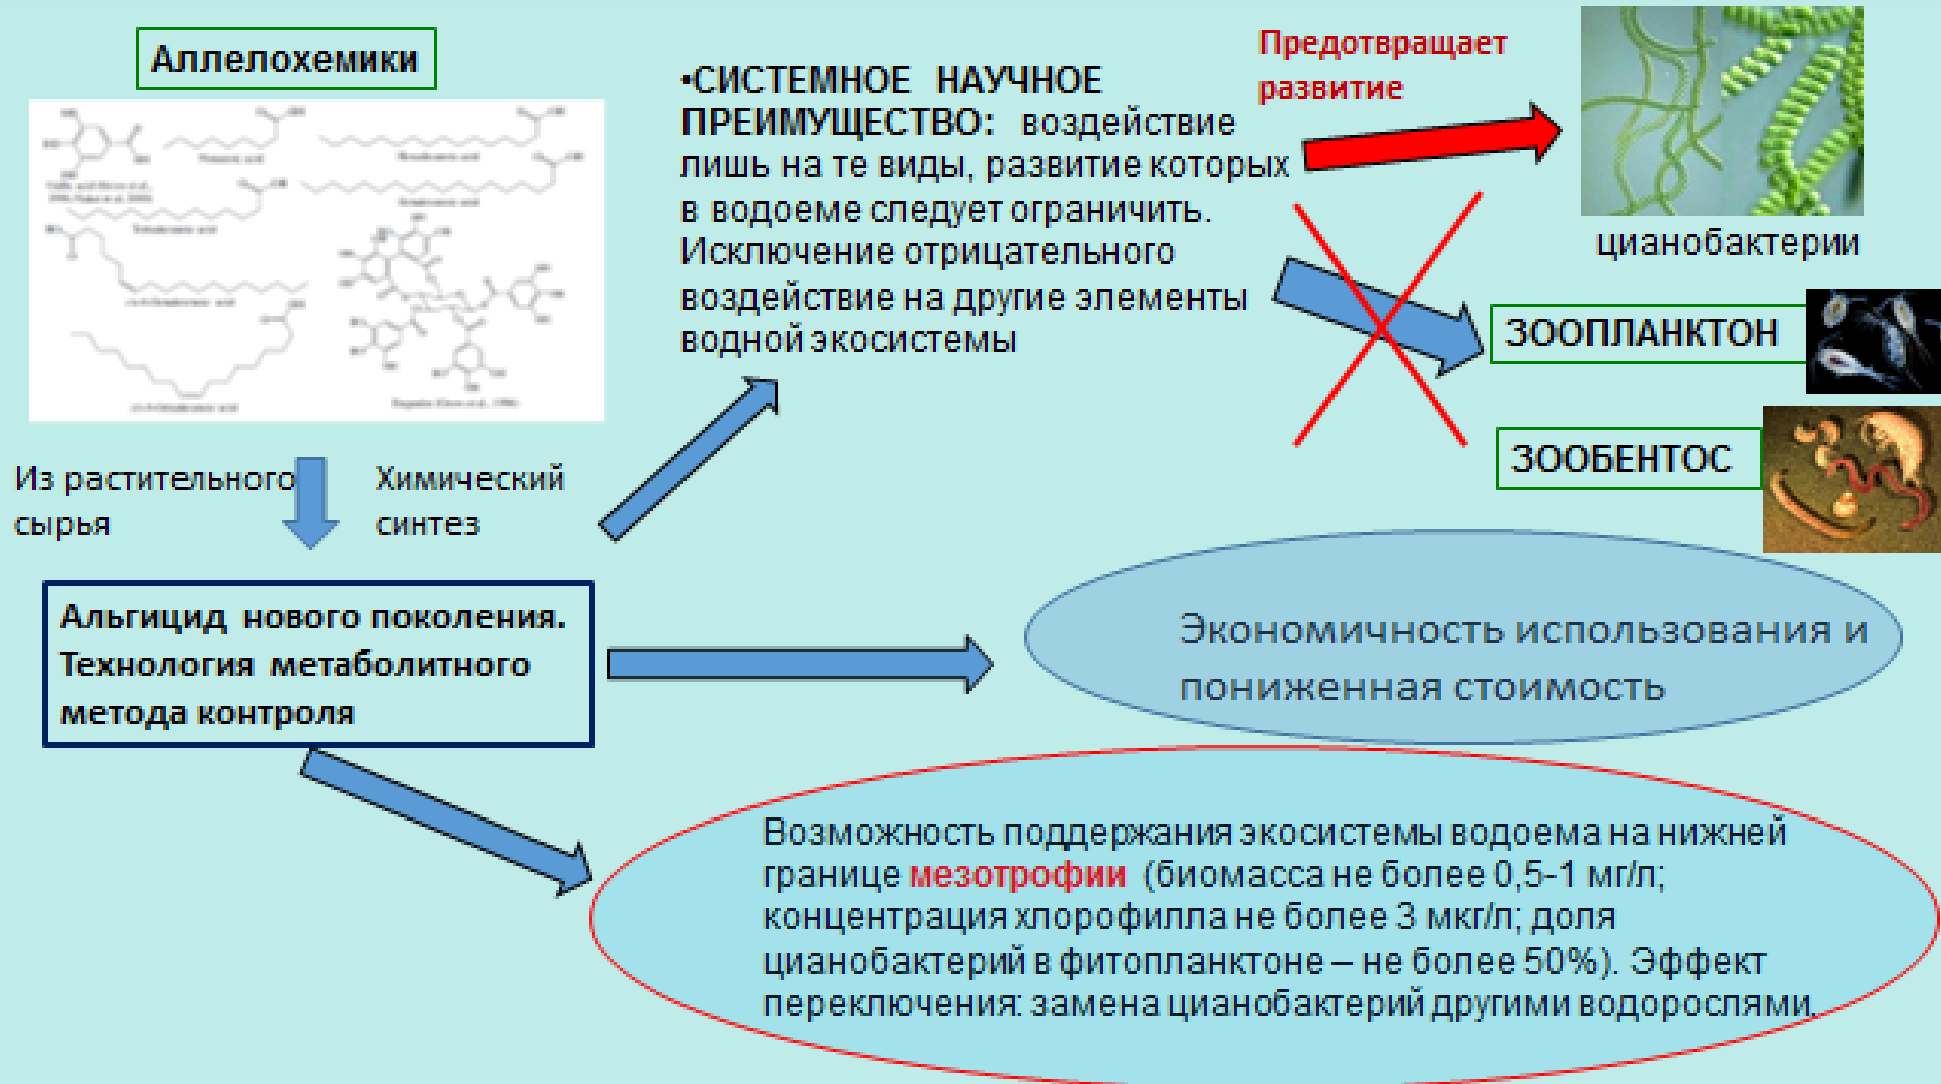 Аллелохемики
Из растительного
сырья
Химический
синтез
Альгицид нового поколения.
Технология метаболитного
метода контроля
•СИСТЕМНОЕ НАУЧНОЕ
ПРЕИМУЩЕСТВО: воздействие
лишь на те виды, развитие которых
в водоеме следует ограничить.
Исключение отрицательного
воздействие на другие элементы
водной экосистемы
Предотвращает
развитие
цианобактерии
ЗООПЛАНКТОН
ЗООБЕНТОС
Экономичность использования и
пониженная стоимость
Возможность поддержания экосистемы водоема на нижней
границе мезотрофии (биомасса не более 0,5-1 мг/л;
концентрация хлорофилла не более 3 мкг/л; доля
цианобактерий в фитопланктоне – не более 50%). Эффект
переключения: замена цианобактерий другими водорослями.